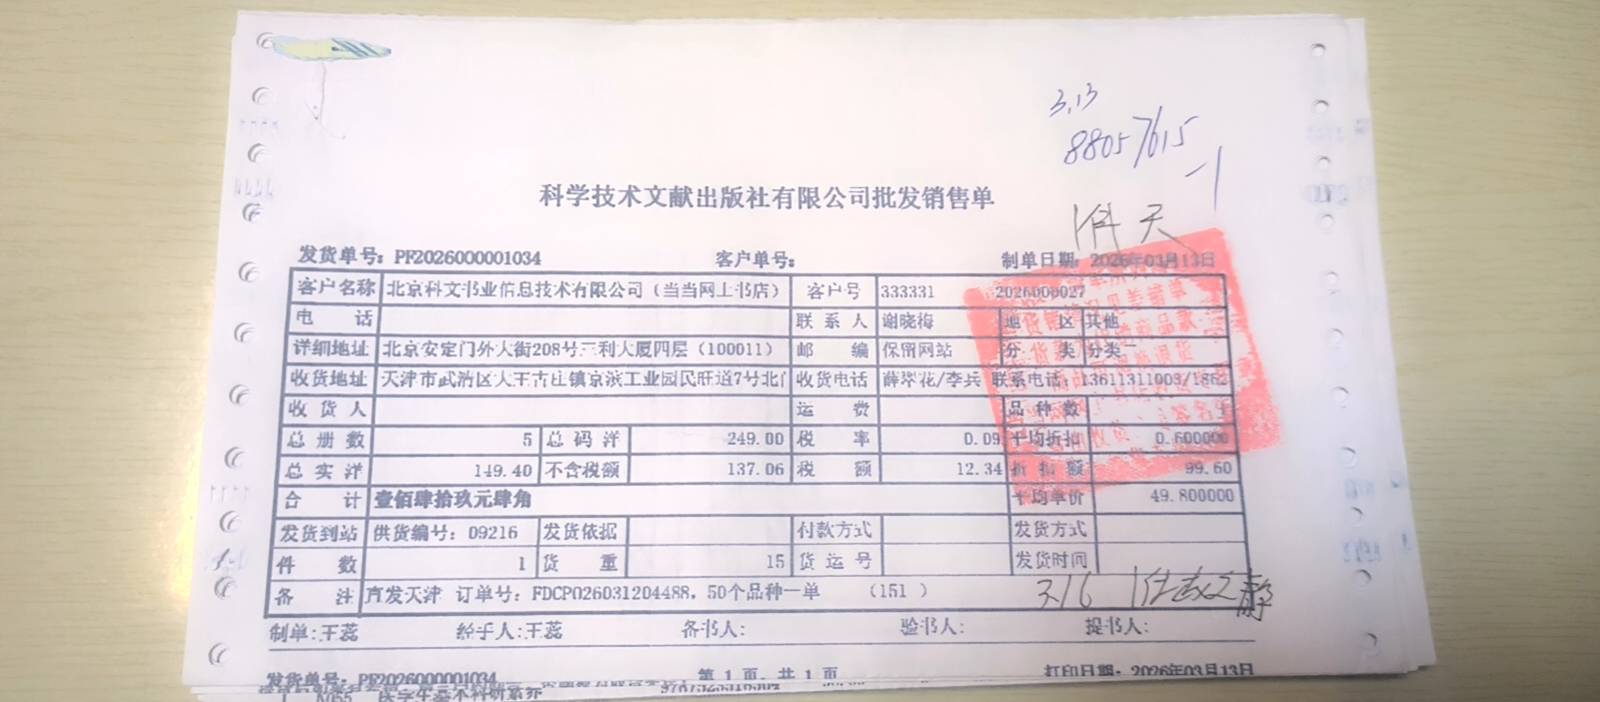 3.13
88057615
-1
1件 天
科学技术文献出版社有限公司批发销售单
发货单号：PF2026000001034 客户单号： 制单日期：2026年03月13日
客户名称 北京科文书业信息技术有限公司（当当网上书店） 客户号 333331 2026000027
电 话 联系人 谢晓梅 地 区 其他
详细地址 北京安定门外大街208号三利大厦四层（100011） 邮 编 保留网站 分 类 分类一
收货地址 天津市武清区大王古庄镇京滨工业园民旺道7号北门 收货电话 薛翠花/李兵 联系电话：13611311003/1862
收货人 运 费 品种数 1
总册数 5 总码洋 249.00 税 率 0.09 平均折扣 0.600000
总实洋 149.40 不含税额 137.06 税 额 12.34 折扣额 99.60
合 计 壹佰肆拾玖元肆角 平均单价 49.800000
发货到站 供货编号：09216 发货依据 付款方式 发货方式
件 数 1 货 重 15 货运号 发货时间
备 注 直发天津 订单号：FDCP026031204488，50个品种一单 （151 ）
3.16 1件
制单：王蕊 经手人：王蕊 备书人： 验书人： 提书人：
发货单号：PF2026000001034 第 1 页，共 1 页 打印日期：2026年03月13日